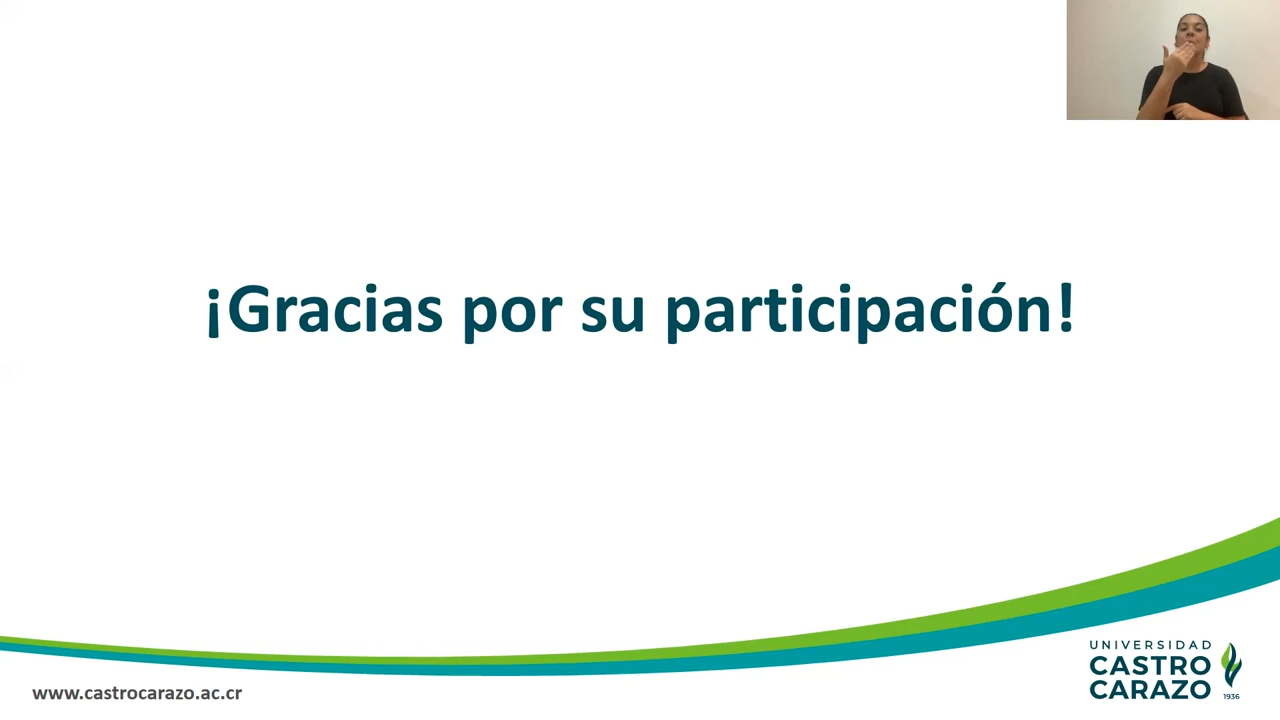 ¡Gracias por su participación!
www.castrocarazo.ac.cr
UNIVERSIDAD
CASTRO
CARAZO
1936